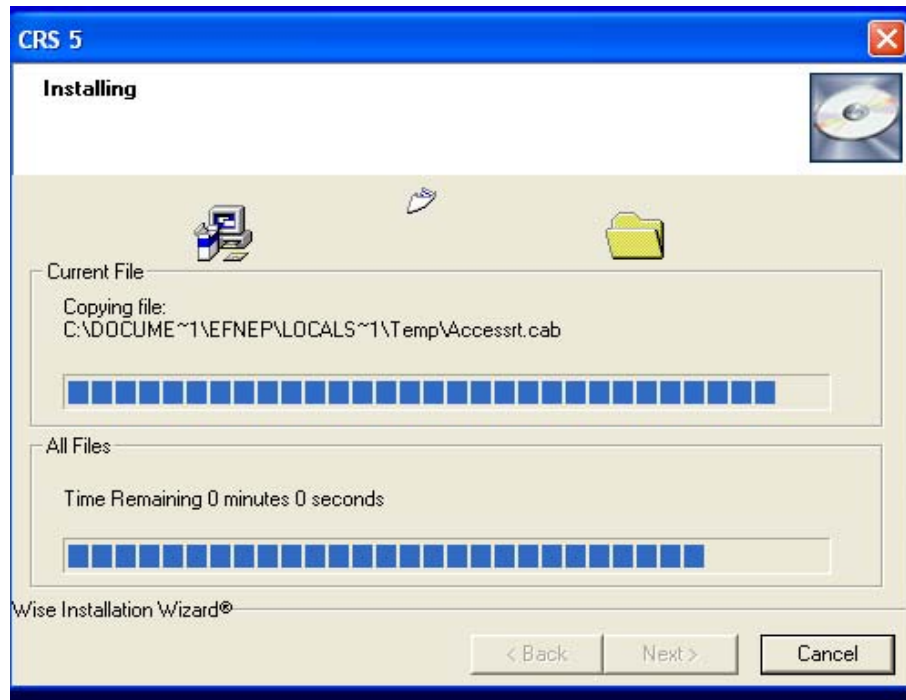 CRS 5
Installing
Current File
Copying file:
C:\DOCUME~1\EFNEP\LOCALS~1\Temp\Accessrt.cab
All Files
Time Remaining 0 minutes 0 seconds
Wise Installation Wizard®
< Back Next > Cancel